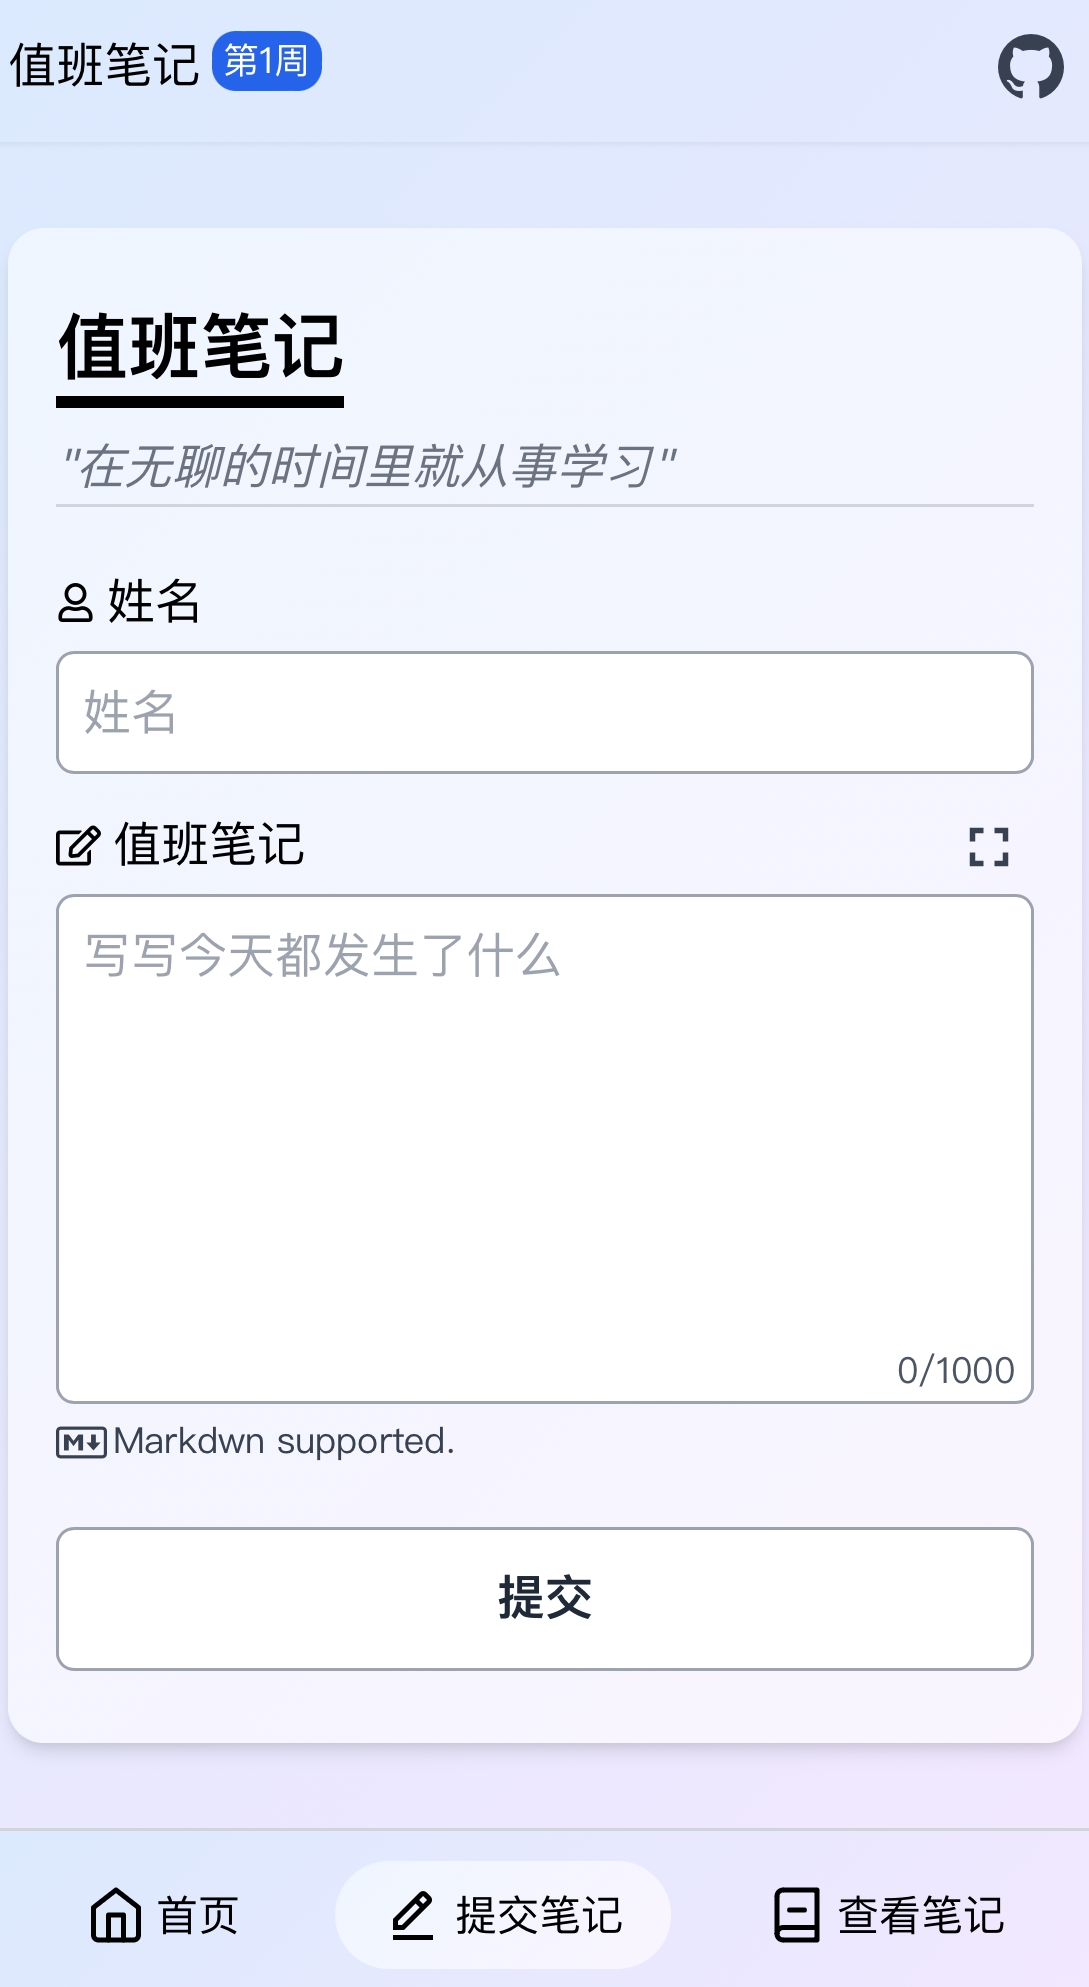 值班笔记 第1周
值班笔记
"在无聊的时间里就从事学习"
姓名
姓名
值班笔记
写写今天都发生了什么
0/1000
Markdwn supported.
提交
首页 提交笔记 查看笔记